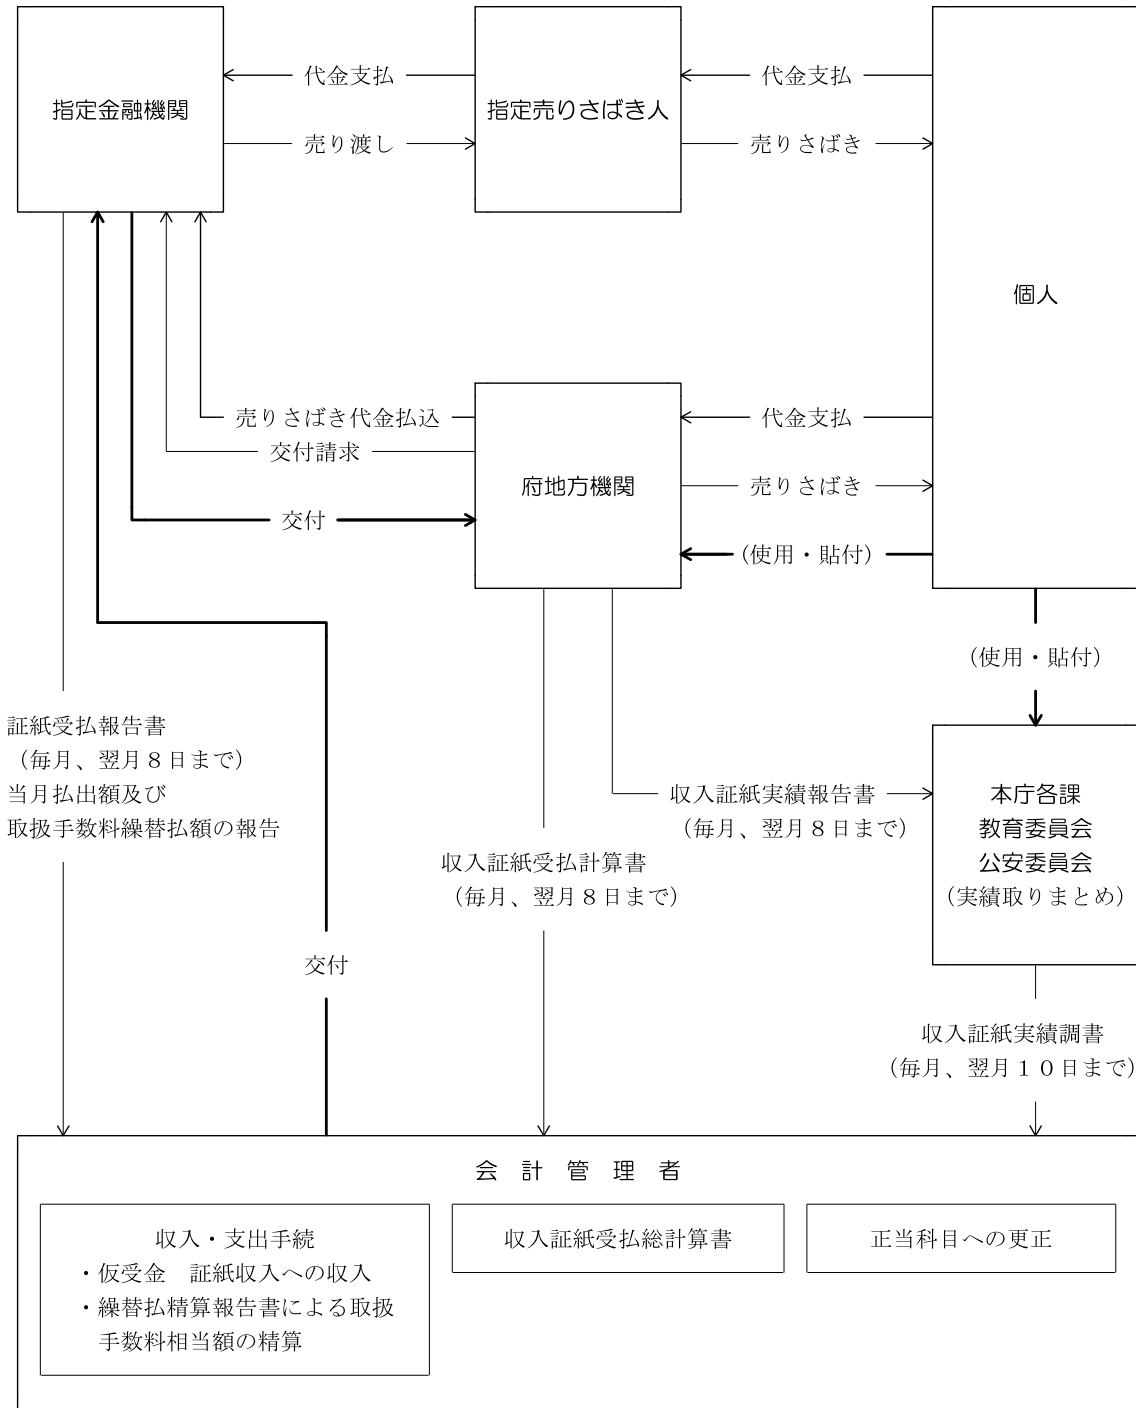 代金支払
代金支払
指定金融機関
指定売りさばき人
売り渡し
売りさばき
個人
売りさばき代金払込
代金支払
交付請求
府地方機関
売りさばき
交付
（使用・貼付）
（使用・貼付）
証紙受払報告書
（毎月、翌月８日まで）
当月払出額及び
取扱手数料繰替払額の報告
収入証紙実績報告書
（毎月、翌月８日まで）
本庁各課
教育委員会
公安委員会
（実績取りまとめ）
収入証紙受払計算書
（毎月、翌月８日まで）
交付
収入証紙実績調書
（毎月、翌月１０日まで）
会　計　管　理　者
収入・支出手続
・仮受金　証紙収入への収入
・繰替払精算報告書による取扱
手数料相当額の精算
収入証紙受払総計算書
正当科目への更正